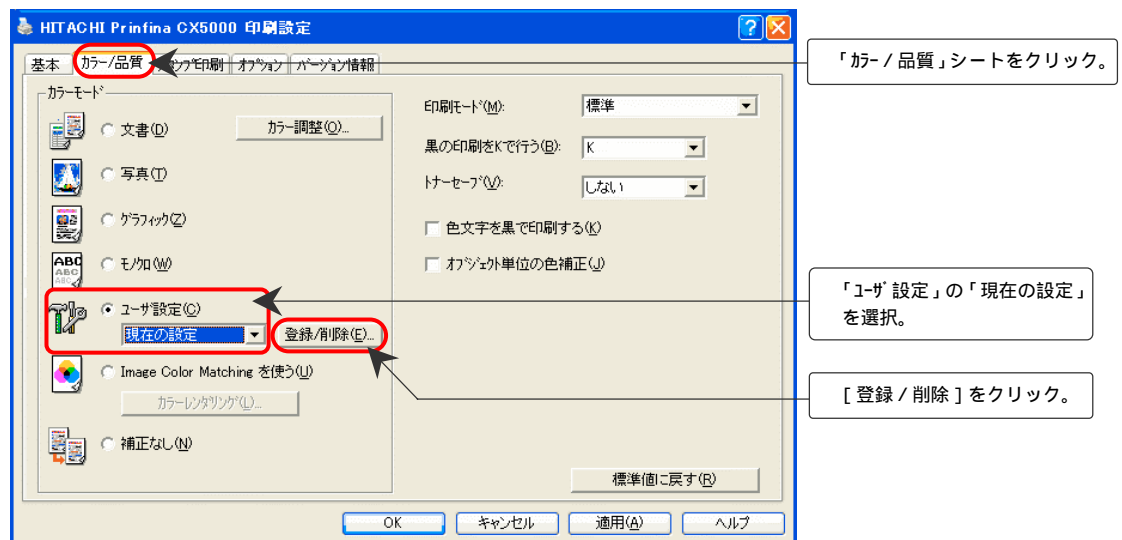 HITACHI Prinfina CX5000 印刷設定
基本 ｶﾗｰ/品質 ﾝﾌﾟ印刷 ｵﾌﾟｼｮﾝ ﾊﾞｰｼﾞｮﾝ情報
「ｶﾗｰ / 品質」シートをクリック。
ｶﾗｰﾓｰﾄﾞ
文書(D)
ｶﾗｰ調整(O)...
写真(T)
ｸﾞﾗﾌｨｯｸ(Z)
ABC
ABC
ABC
ﾓﾉｸﾛ(W)
ﾕｰｻﾞ設定(C)
現在の設定
登録/削除(E)...
Image Color Matching を使う(U)
ｶﾗｰﾚﾝﾀﾞﾘﾝｸﾞ(L)...
補正なし(N)
印刷ﾓｰﾄﾞ(M): 標準
黒の印刷をKで行う(B): K
ﾄﾅｰｾｰﾌﾞ(V): しない
色文字を黒で印刷する(K)
ｵﾌﾞｼﾞｪｸﾄ単位の色補正(J)
標準値に戻す(R)
OK キャンセル 適用(A) ヘルプ
「ﾕｰｻﾞ設定」の「現在の設定」
を選択。
[ 登録 / 削除 ] をクリック。